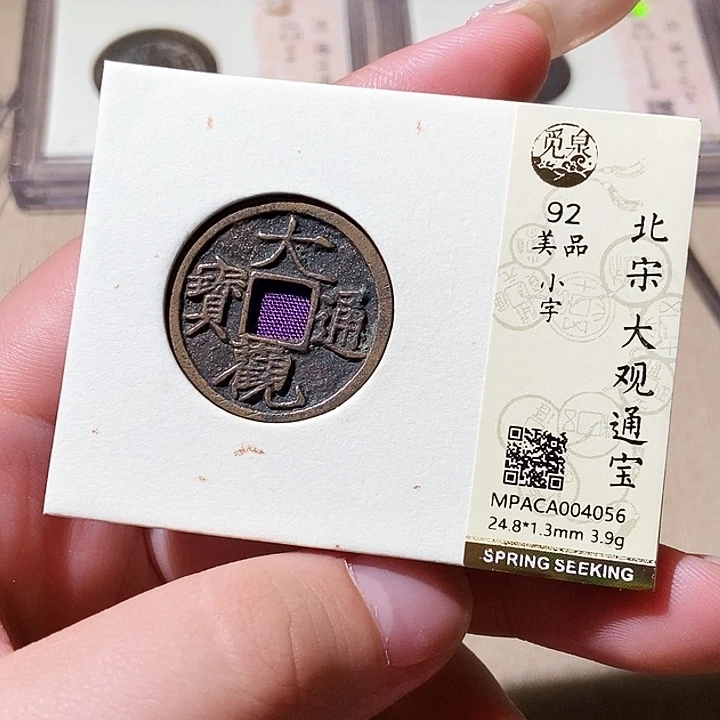 大觀通寶
觅泉
92
美品
小字
北宋大观通宝
MPACA004056
24.8*1.3mm 3.9g
SPRING SEEKING